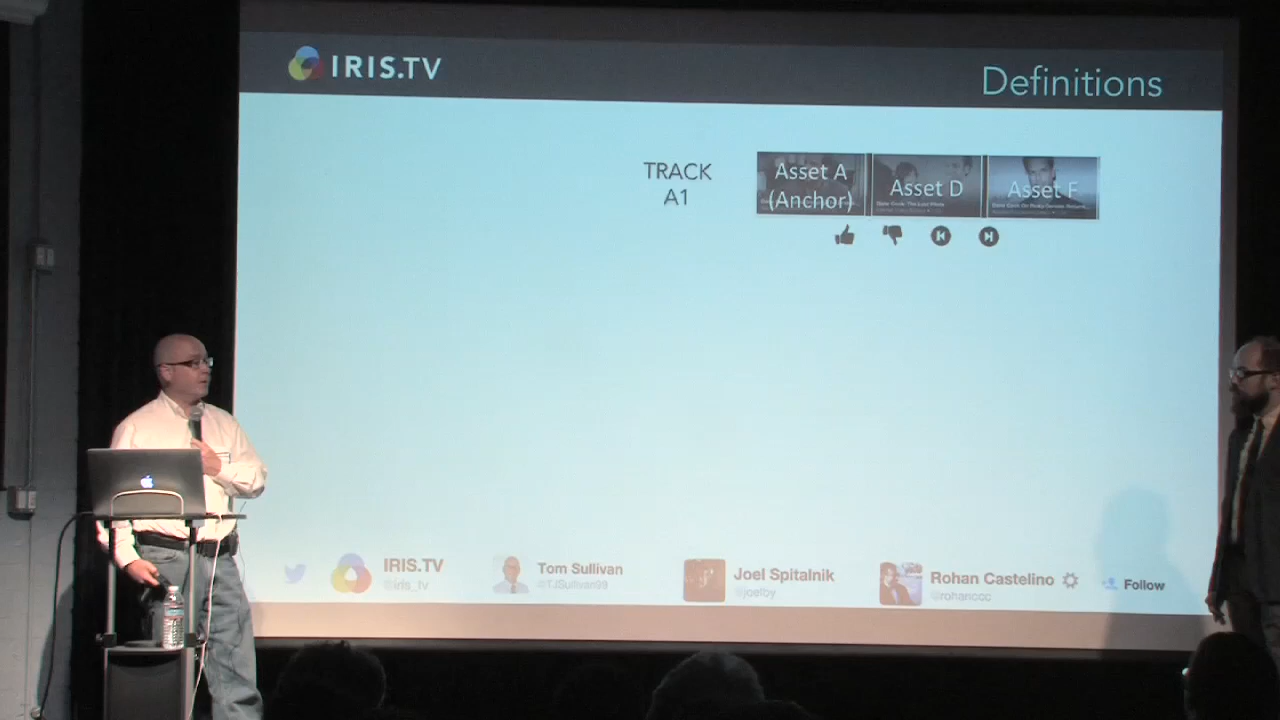 IRIS.TV
Definitions
TRACK
A1
Asset A
(Anchor)
Asset D
Asset F
IRIS.TV
@iris_tv
Tom Sullivan
@TJSullivan99
Joel Spitalnik
@joelby
Rohan Castelino
@rohanccc
Follow